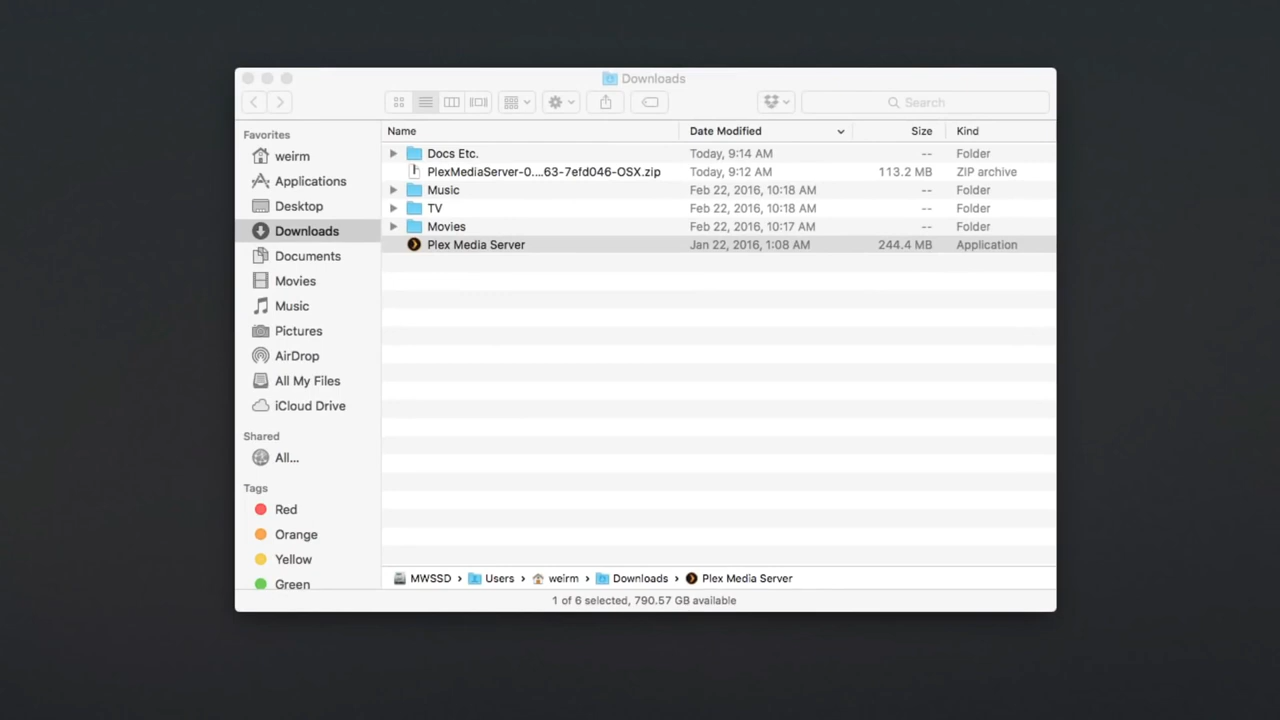 Downloads
Search
Favorites
weirm
Applications
Desktop
Downloads
Documents
Movies
Music
Pictures
AirDrop
All My Files
iCloud Drive
Shared
All...
Tags
Red
Orange
Yellow
Green
Name Date Modified Size Kind
Docs Etc. Today, 9:14 AM -- Folder
PlexMediaServer-0....63-7efd046-OSX.zip Today, 9:12 AM 113.2 MB ZIP archive
Music Feb 22, 2016, 10:18 AM -- Folder
TV Feb 22, 2016, 10:18 AM -- Folder
Movies Feb 22, 2016, 10:17 AM -- Folder
Plex Media Server Jan 22, 2016, 1:08 AM 244.4 MB Application
MWSSD › Users › weirm › Downloads › Plex Media Server
1 of 6 selected, 790.57 GB available